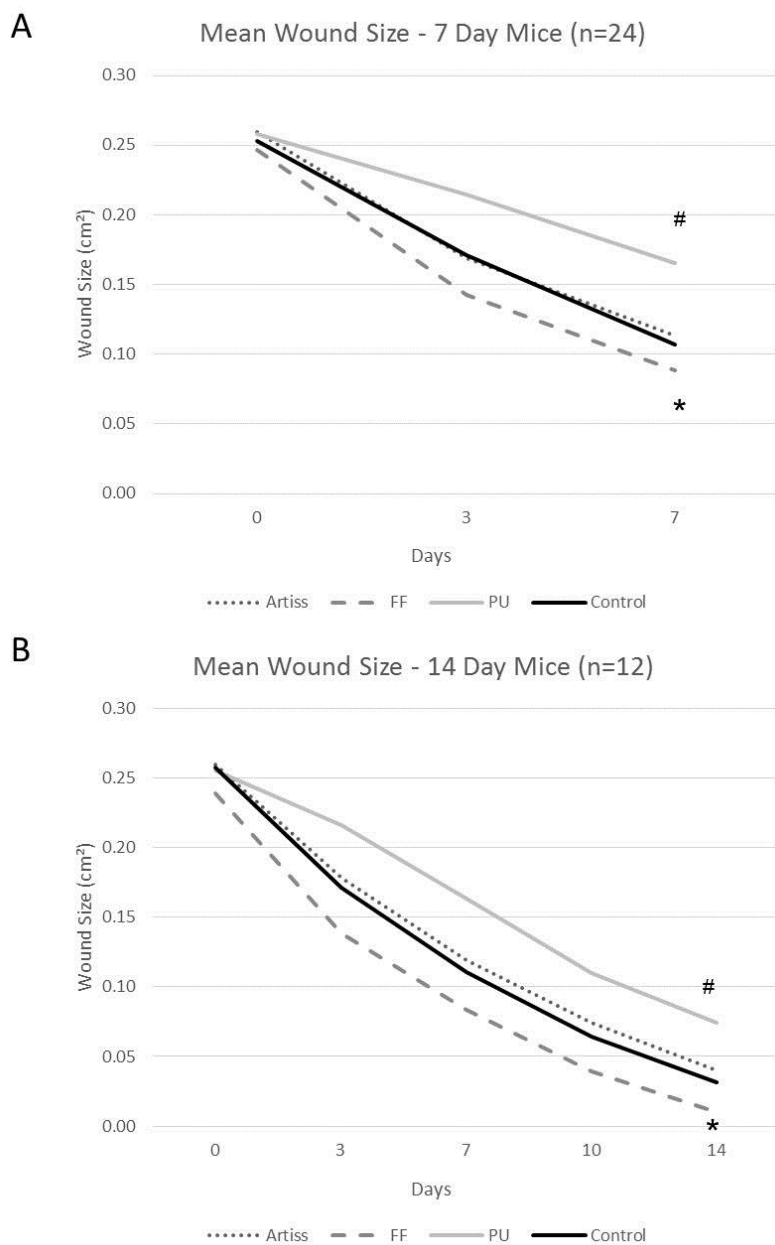 A
Mean Wound Size - 7 Day Mice (n=24)
0.30
0.25
0.20
0.15
0.10
0.05
0.00
Wound Size (cm²)
#
*
0 3 7
Days
Artiss FF PU Control
B
Mean Wound Size - 14 Day Mice (n=12)
0.30
0.25
0.20
0.15
0.10
0.05
0.00
Wound Size (cm²)
#
*
0 3 7 10 14
Days
Artiss FF PU Control